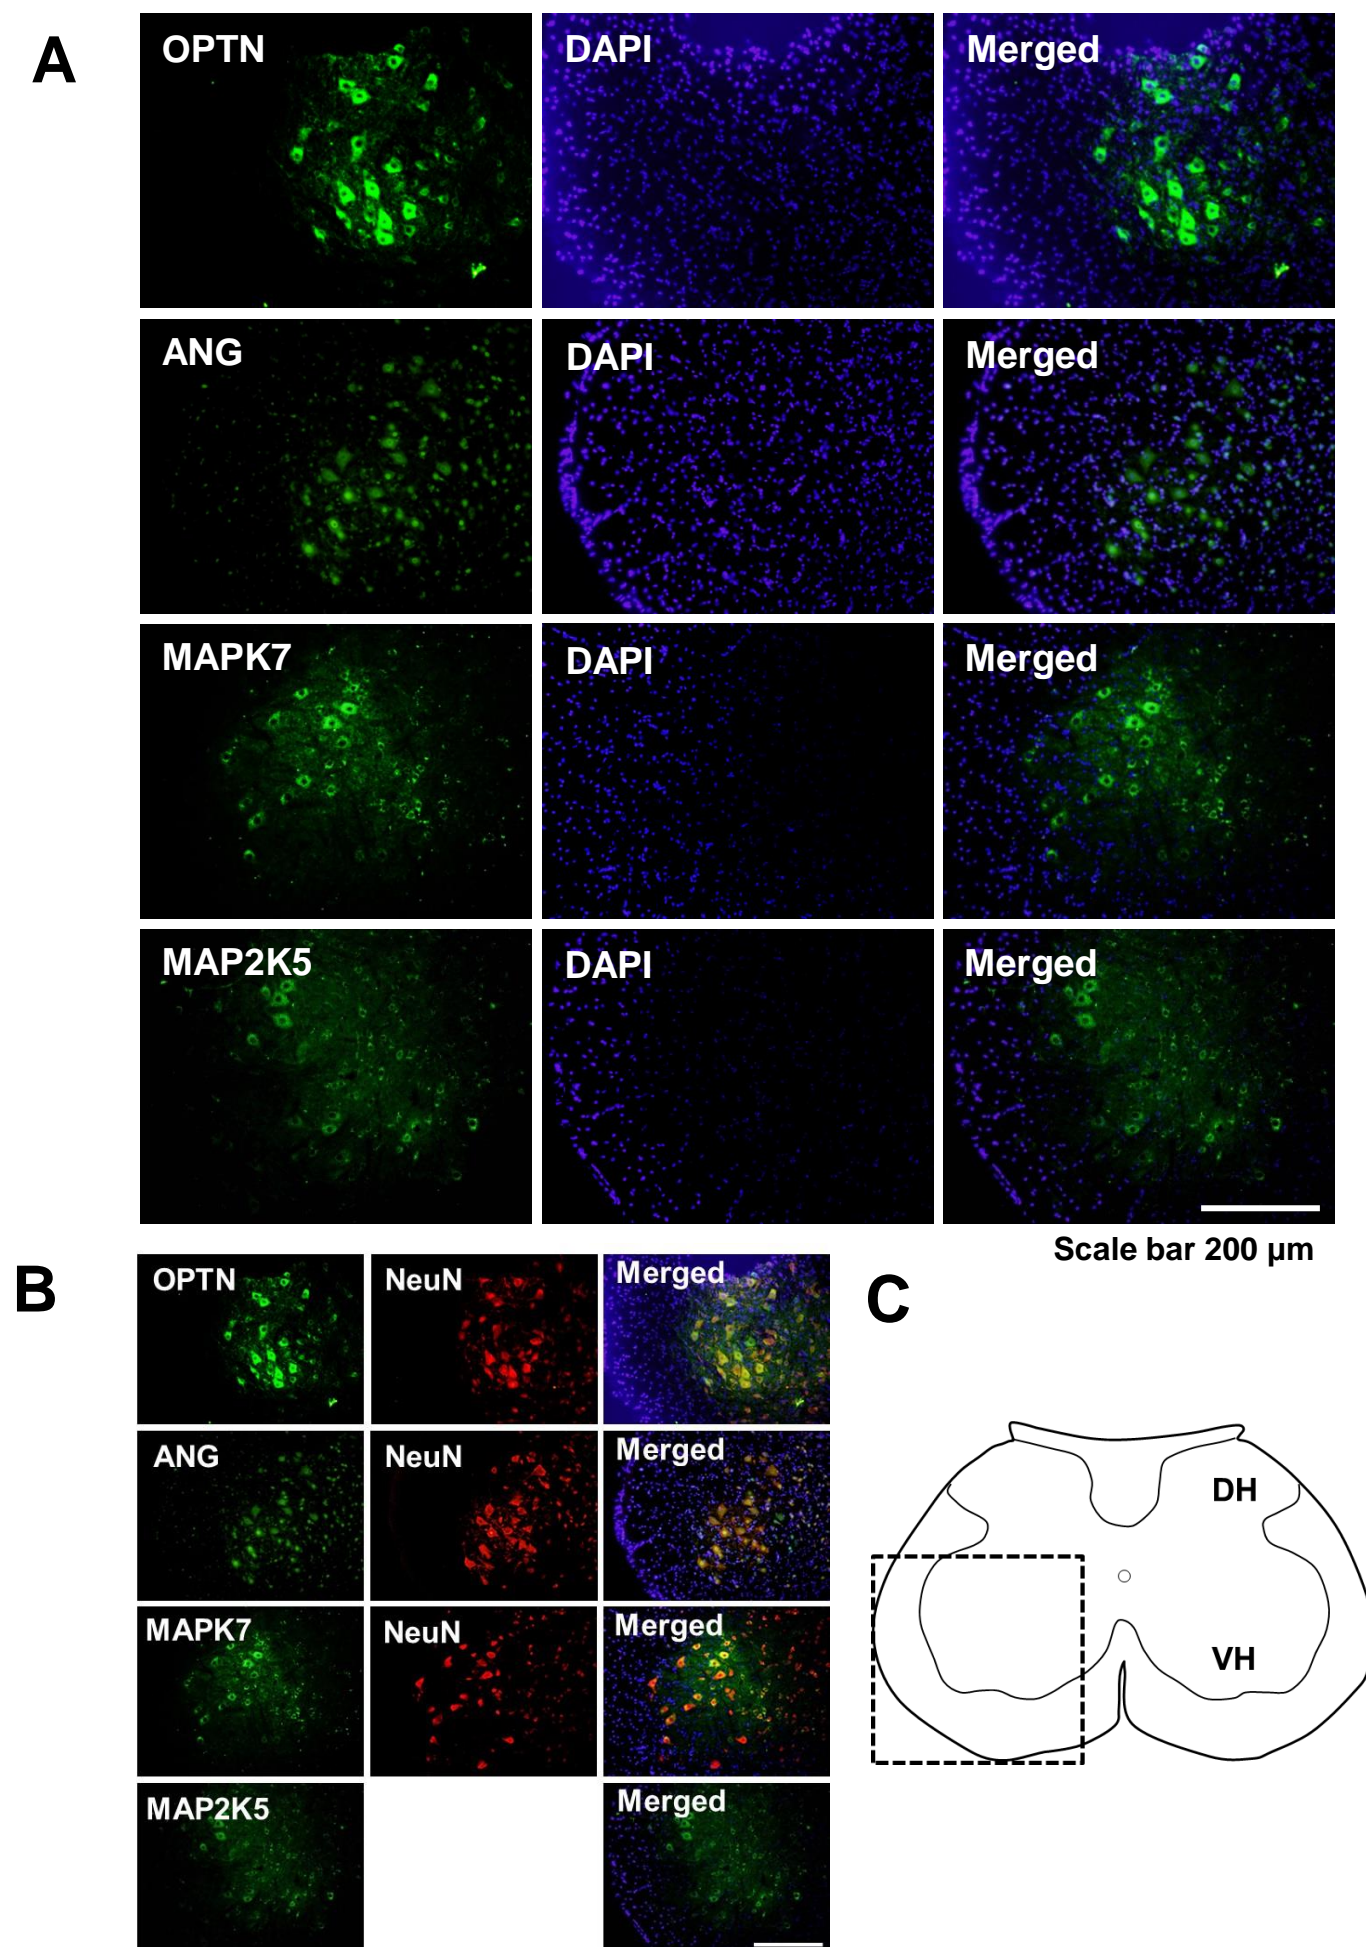 A
OPTN DAPI Merged
ANG DAPI Merged
MAPK7 DAPI Merged
MAP2K5 DAPI Merged
Scale bar 200 µm
B
OPTN NeuN Merged
ANG NeuN Merged
MAPK7 NeuN Merged
MAP2K5 Merged
C
DH
VH